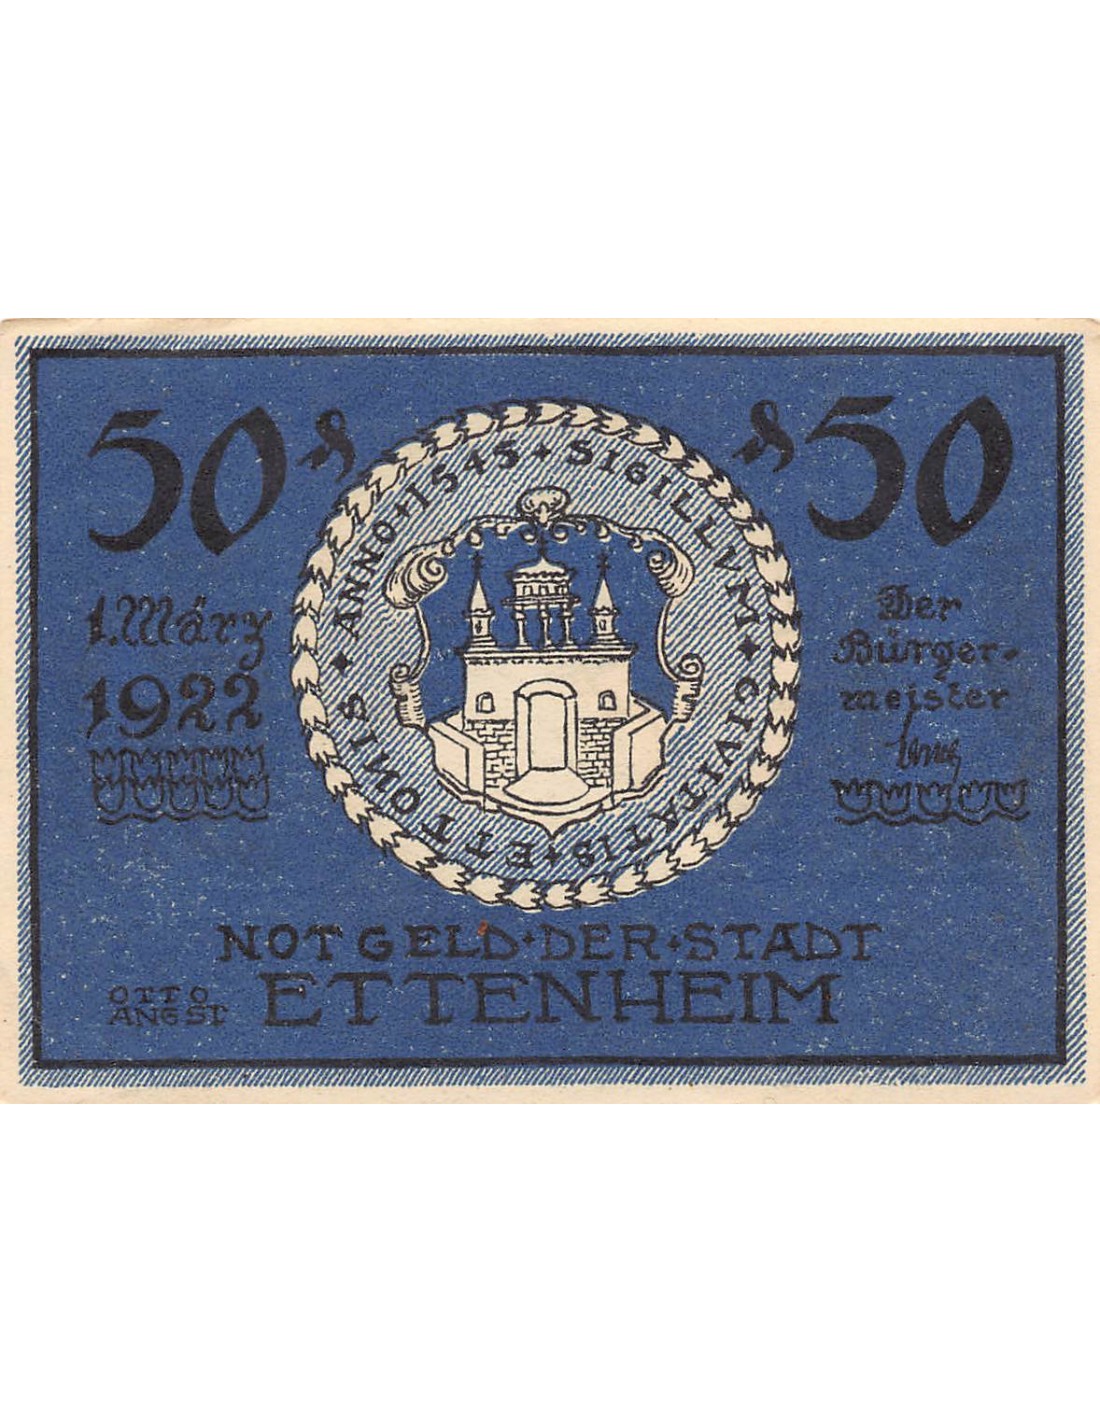 50 ₰
₰ 50
ANNO✦1545✦SIGILLVM✦CIVITATIS✦ETTONIS✦
1. März
1922
Der
Bürger-
meister
NOTGELD✦DER✦STADT
ETTENHEIM
OTTO
ANGST